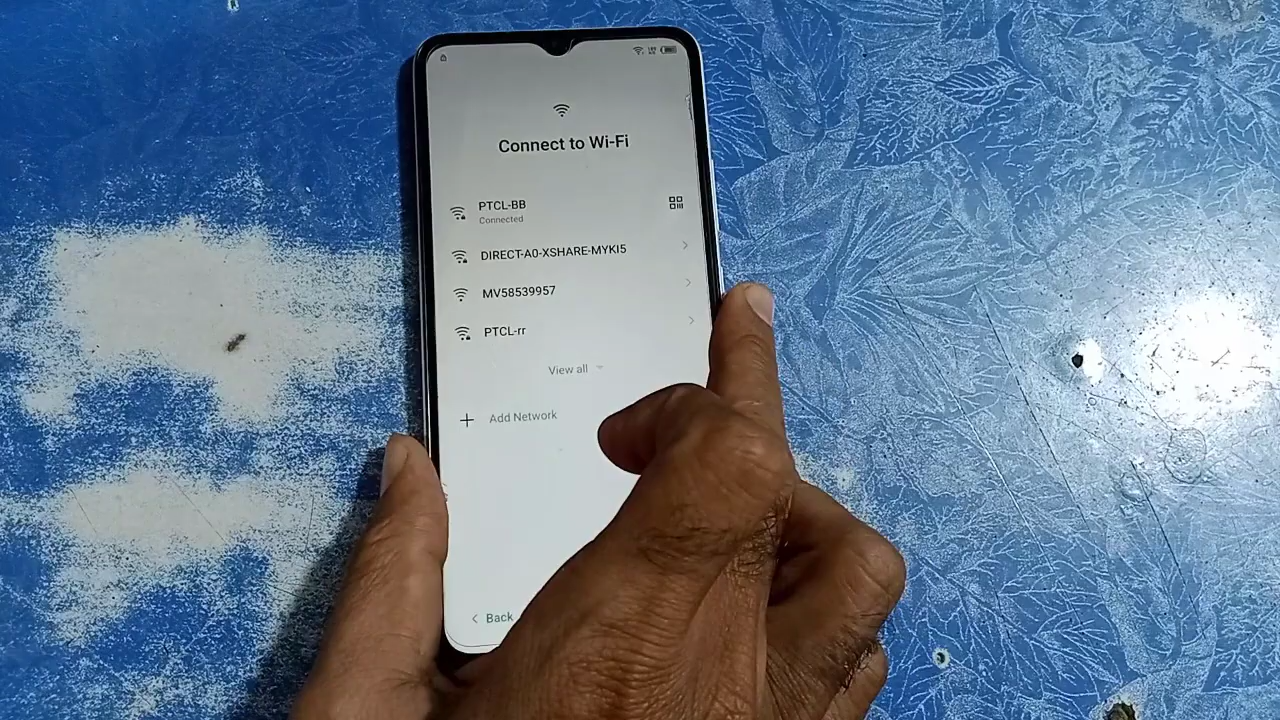 Connect to Wi-Fi
PTCL-BB
Connected
DIRECT-A0-XSHARE-MYKI5
MV58539957
PTCL-rr
View all
Add Network
Back